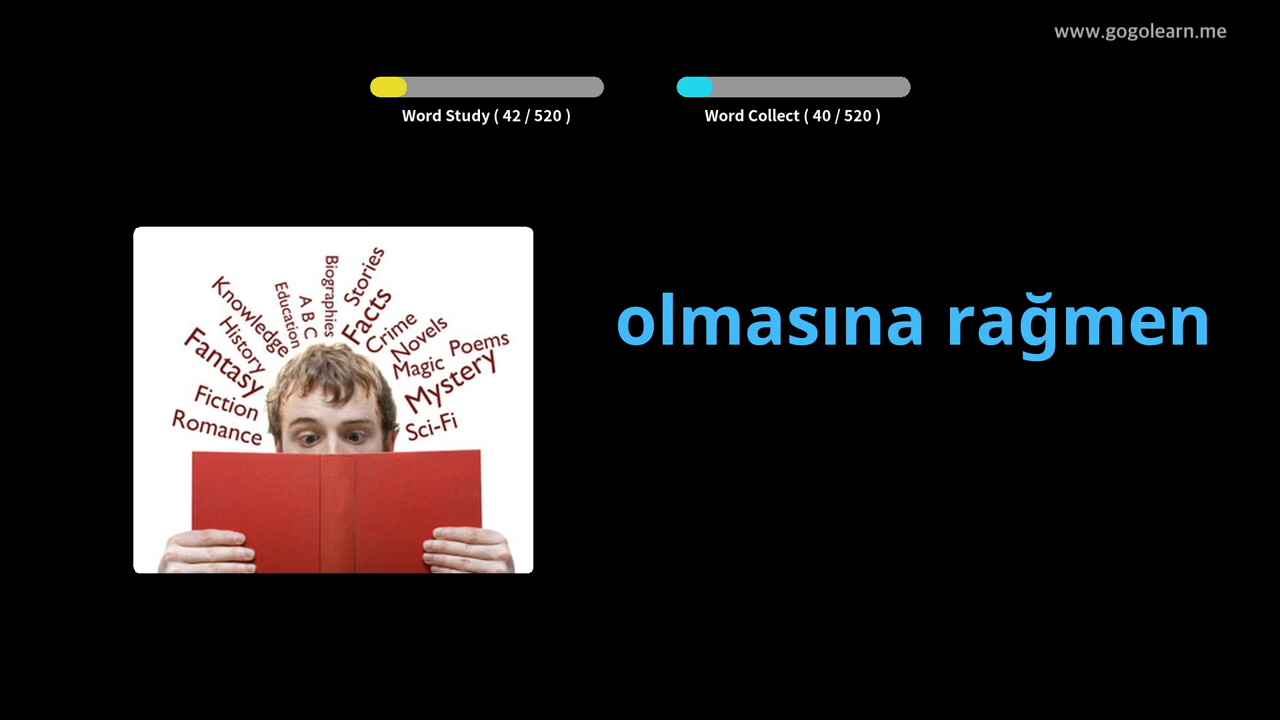 www.gogolearn.me
Word Study ( 42 / 520 )
Word Collect ( 40 / 520 )
olmasına rağmen
Biographies
Stories
Education
A B C
Facts
Knowledge
Crime
History
Novels
Fantasy
Magic
Poems
Mystery
Fiction
Romance
Sci-Fi